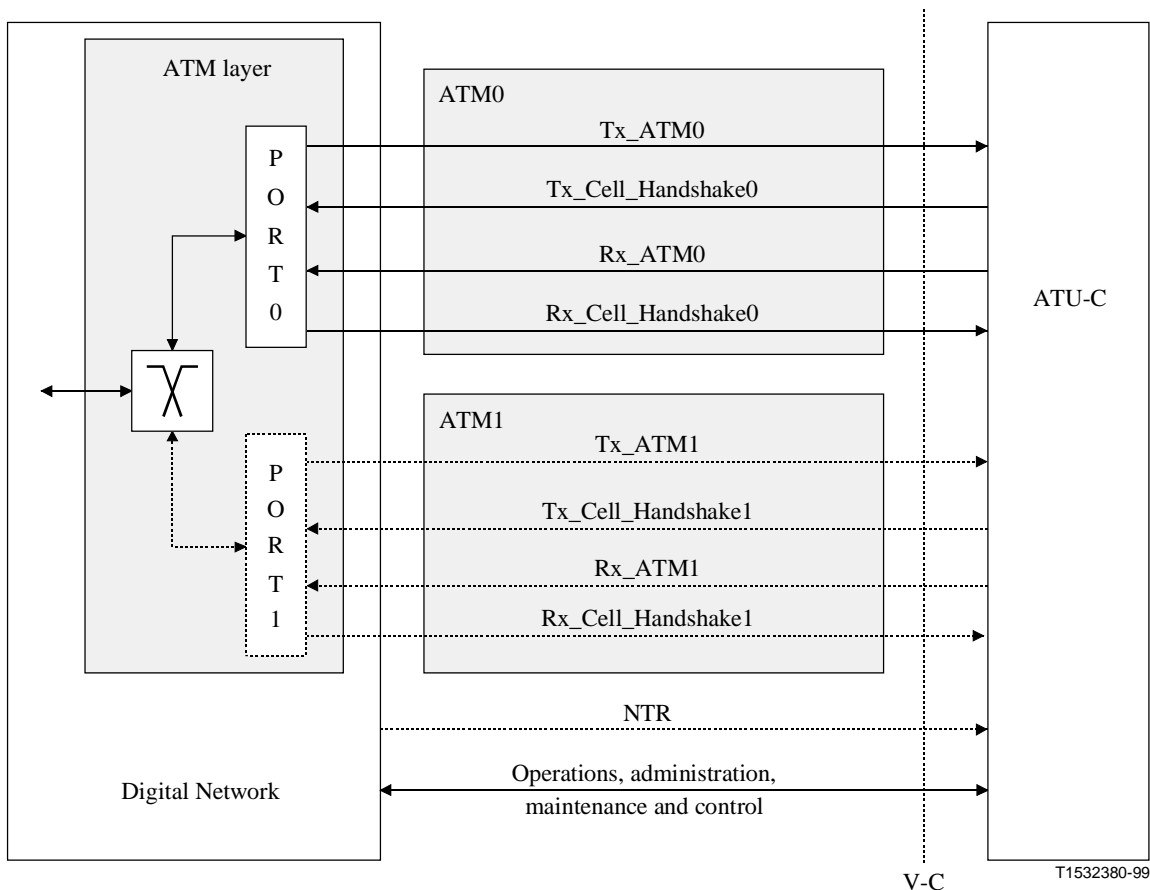 ATM layer
ATM0
P
O
R
T
0
Tx_ATM0
Tx_Cell_Handshake0
Rx_ATM0
Rx_Cell_Handshake0
ATU-C
ATM1
P
O
R
T
1
Tx_ATM1
Tx_Cell_Handshake1
Rx_ATM1
Rx_Cell_Handshake1
NTR
Digital Network
Operations, administration,
maintenance and control
T1532380-99
V-C